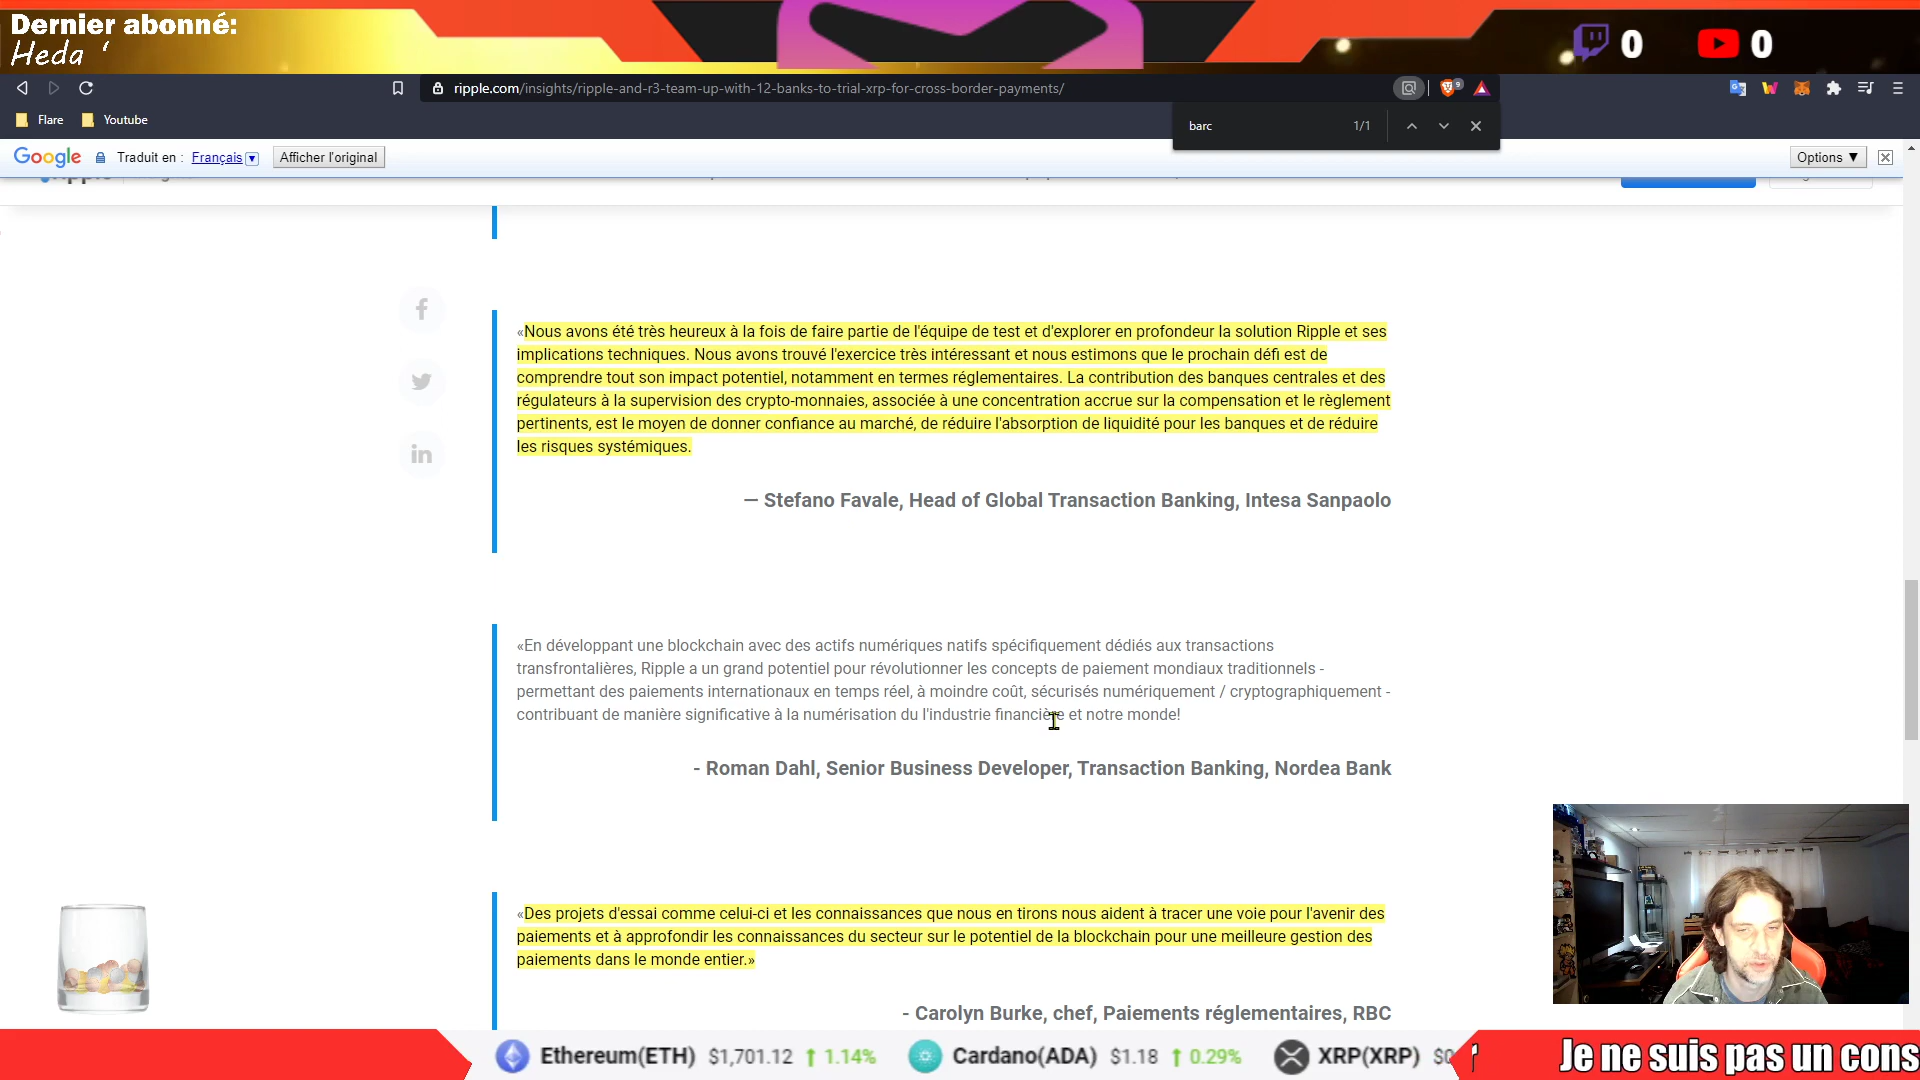 Dernier abonné:
Heda '
0
0
ripple.com/insights/ripple-and-r3-team-up-with-12-banks-to-trial-xrp-for-cross-border-payments/
Flare
Youtube
barc
1/1
Google
Traduit en :
Français
Afficher l'original
Options ▼
«Nous avons été très heureux à la fois de faire partie de l'équipe de test et d'explorer en profondeur la solution Ripple et ses
implications techniques. Nous avons trouvé l'exercice très intéressant et nous estimons que le prochain défi est de
comprendre tout son impact potentiel, notamment en termes réglementaires. La contribution des banques centrales et des
régulateurs à la supervision des crypto-monnaies, associée à une concentration accrue sur la compensation et le règlement
pertinents, est le moyen de donner confiance au marché, de réduire l'absorption de liquidité pour les banques et de réduire
les risques systémiques.
— Stefano Favale, Head of Global Transaction Banking, Intesa Sanpaolo
«En développant une blockchain avec des actifs numériques natifs spécifiquement dédiés aux transactions
transfrontalières, Ripple a un grand potentiel pour révolutionner les concepts de paiement mondiaux traditionnels -
permettant des paiements internationaux en temps réel, à moindre coût, sécurisés numériquement / cryptographiquement -
contribuant de manière significative à la numérisation du l'industrie financière et notre monde!
- Roman Dahl, Senior Business Developer, Transaction Banking, Nordea Bank
«Des projets d'essai comme celui-ci et les connaissances que nous en tirons nous aident à tracer une voie pour l'avenir des
paiements et à approfondir les connaissances du secteur sur le potentiel de la blockchain pour une meilleure gestion des
paiements dans le monde entier.»
- Carolyn Burke, chef, Paiements réglementaires, RBC
Ethereum(ETH) $1,701.12 ↑ 1.14%
Cardano(ADA) $1.18 ↑ 0.29%
XRP(XRP) $0
Je ne suis pas un cons